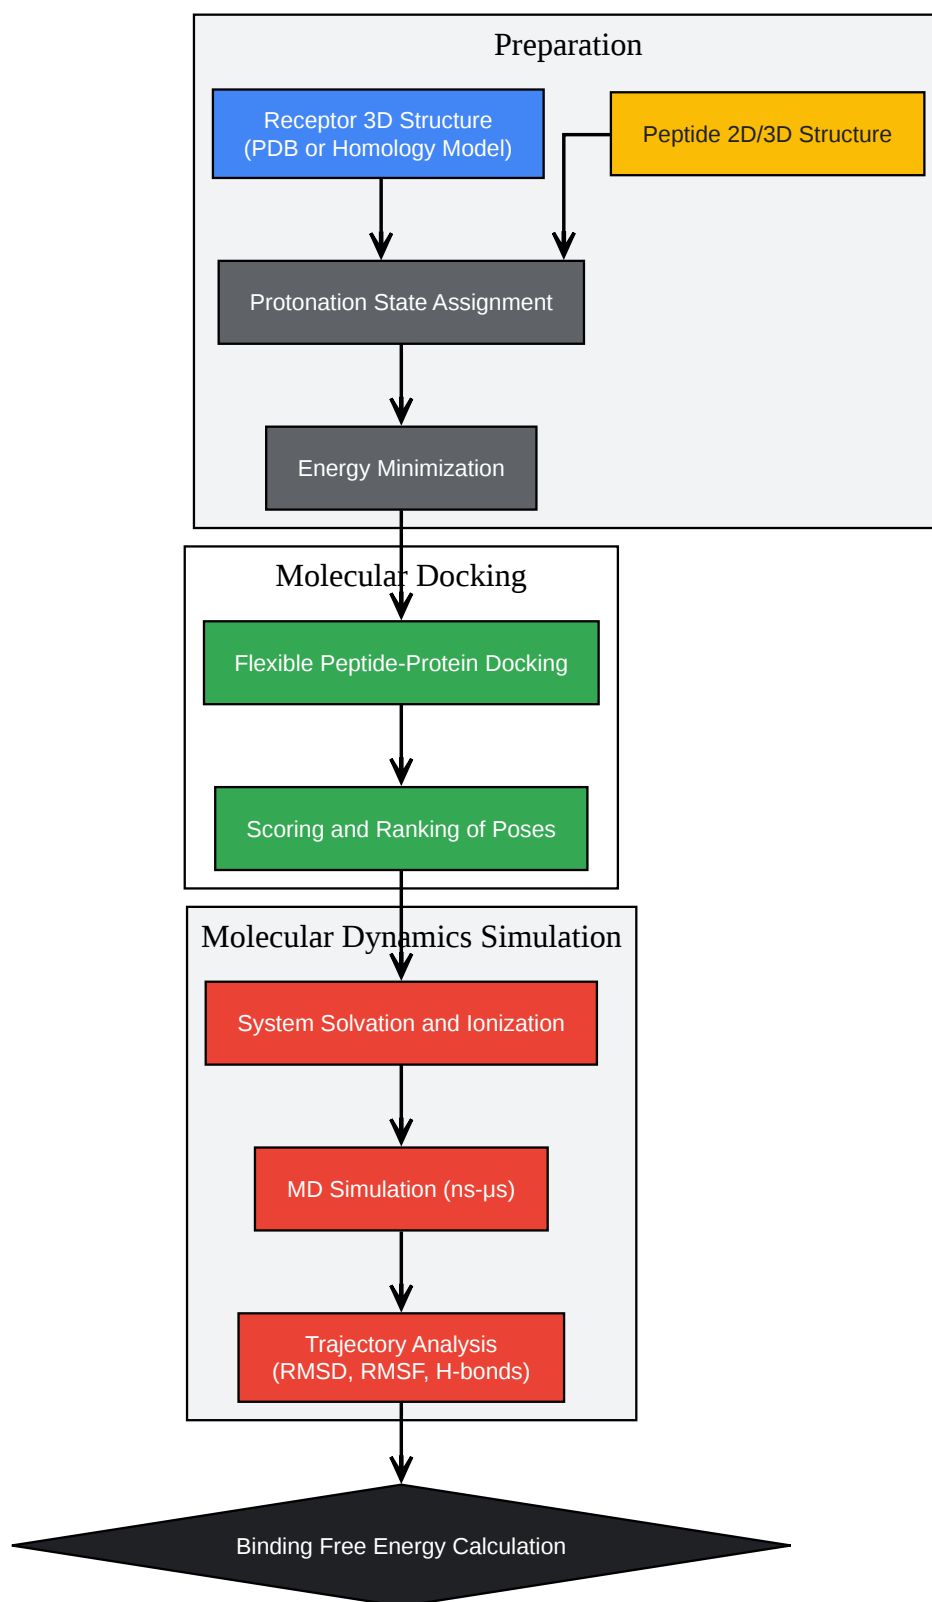 Preparation
Receptor 3D Structure
(PDB or Homology Model)
Peptide 2D/3D Structure
Protonation State Assignment
Energy Minimization
Molecular Docking
Flexible Peptide-Protein Docking
Scoring and Ranking of Poses
Molecular Dynamics Simulation
System Solvation and Ionization
MD Simulation (ns-μs)
Trajectory Analysis
(RMSD, RMSF, H-bonds)
Binding Free Energy Calculation